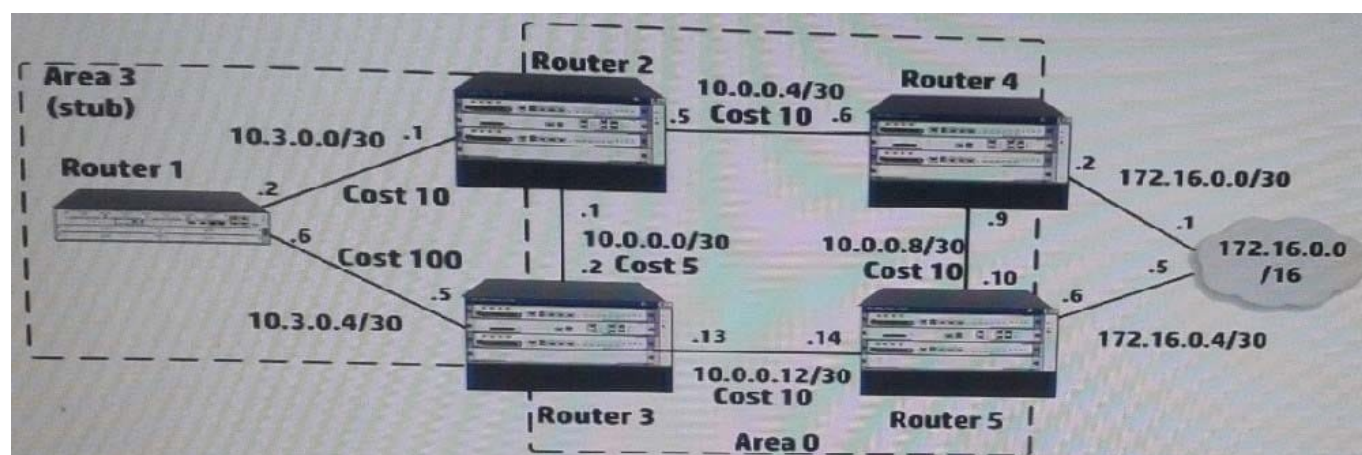 Area 3
(stub)
Router 2
10.0.0.4/30
Router 4
.5 Cost 10 .6
10.3.0.0/30 .1
Router 1
.2
Cost 10
.2
172.16.0.0/30
.1
.6
Cost 100
.1
10.0.0.0/30
.2 Cost 5
.9
10.0.0.8/30
Cost 10
.10
.1
172.16.0.0
/16
.5
.6
.5
10.3.0.4/30
.13
.14
172.16.0.4/30
10.0.0.12/30
Cost 10
Router 3
Router 5
Area 0